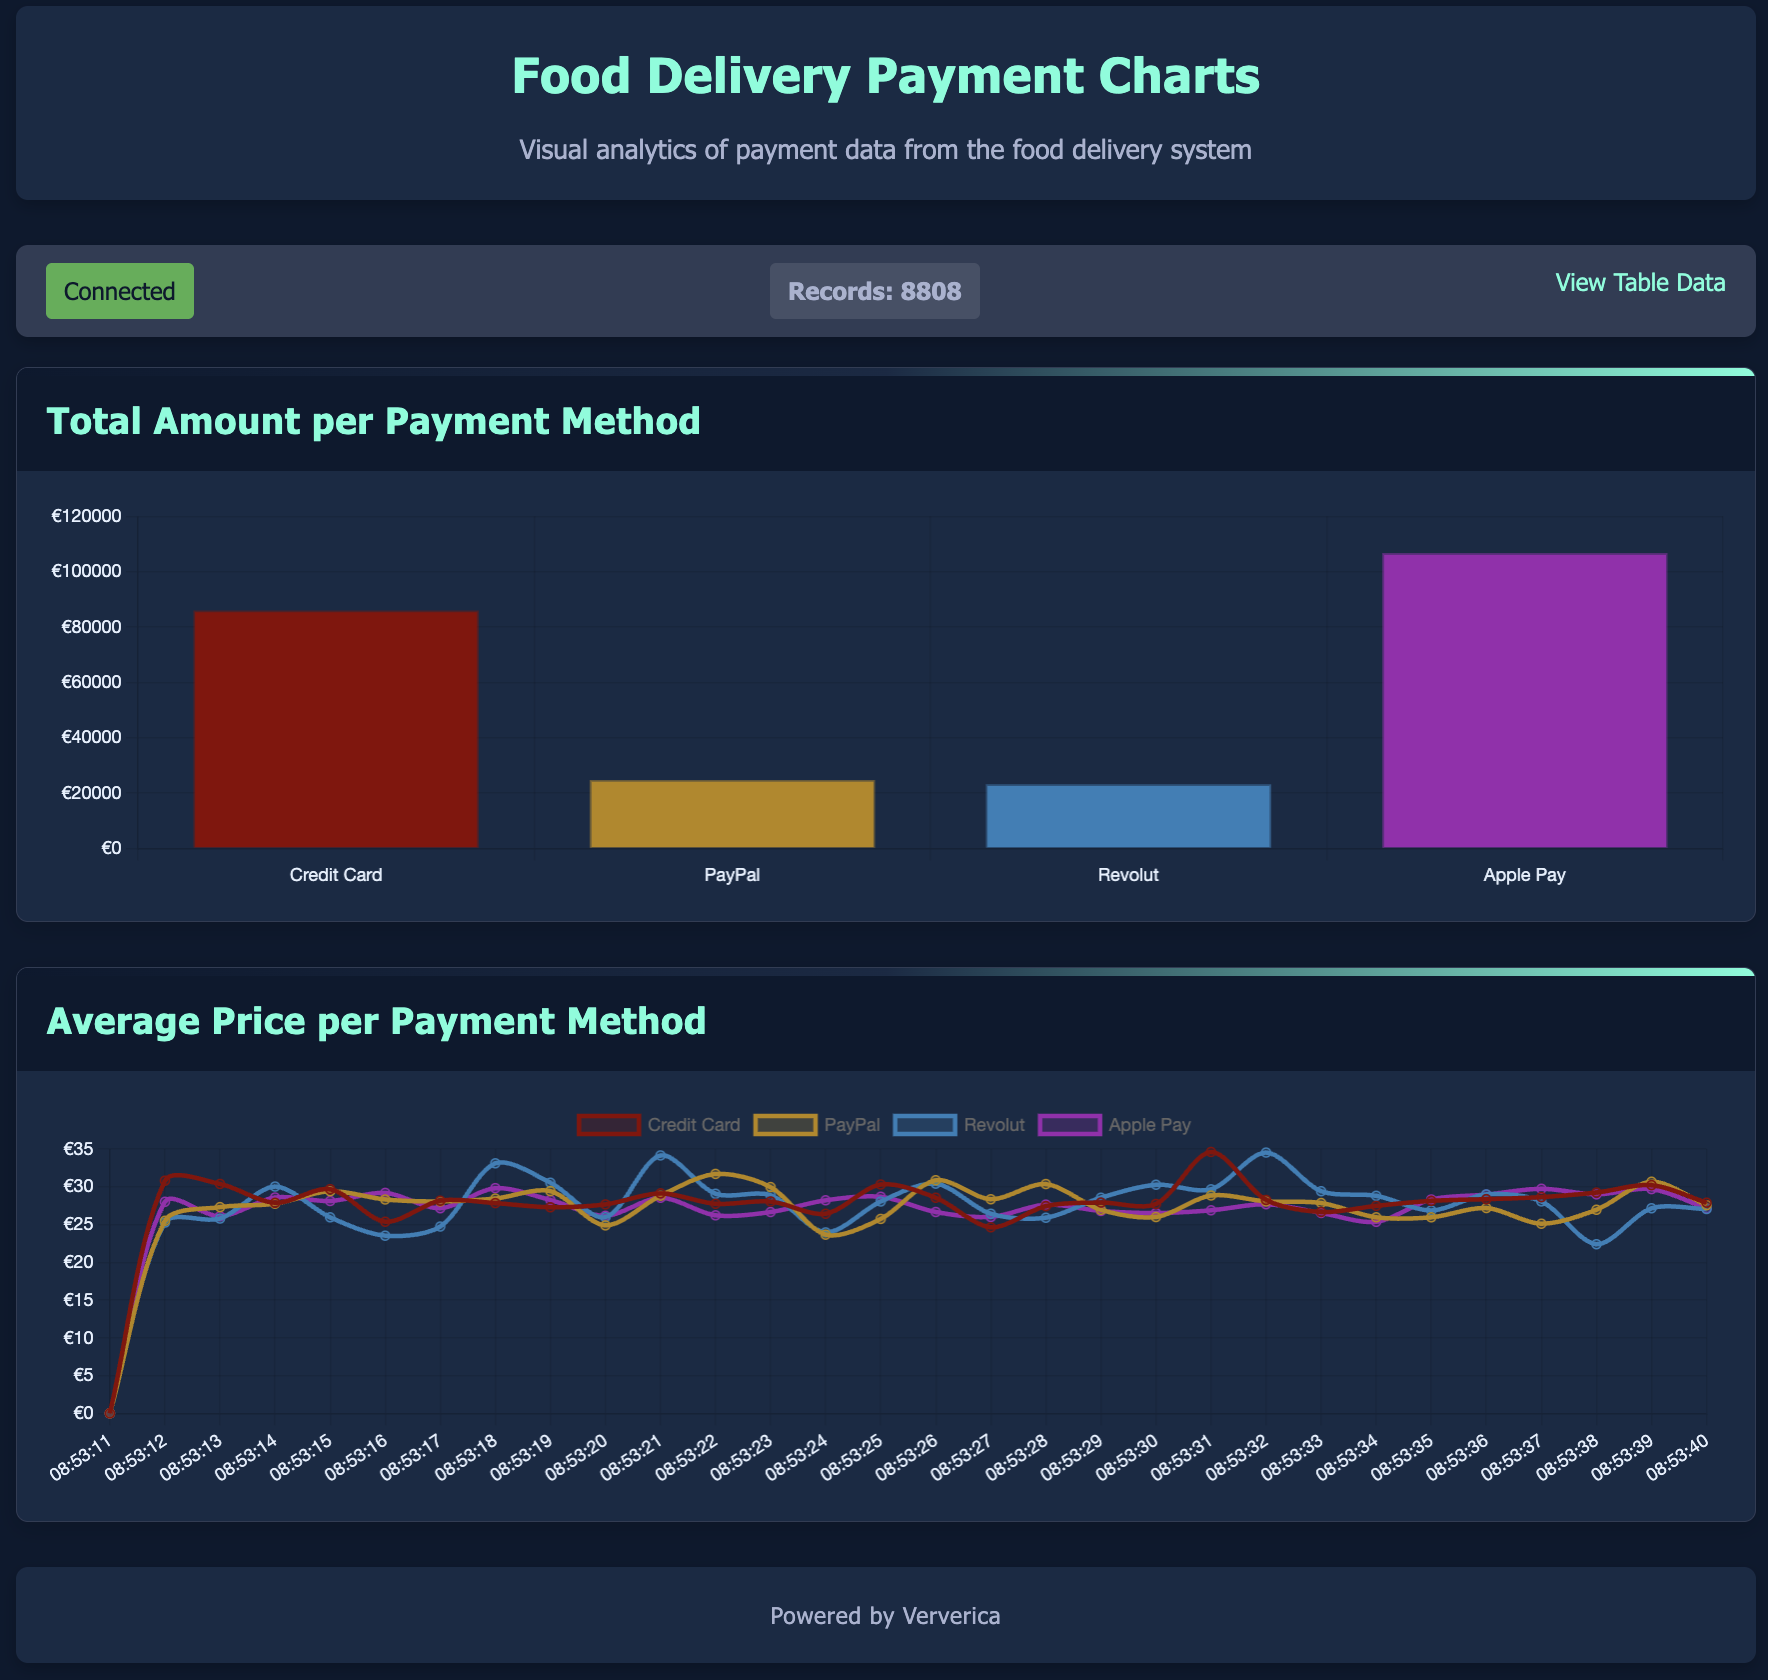 Food Delivery Payment Charts
Visual analytics of payment data from the food delivery system
Connected
Records: 8808
View Table Data
Total Amount per Payment Method
€120000
€100000
€80000
€60000
€40000
€20000
€0
Credit Card
PayPal
Revolut
Apple Pay
Average Price per Payment Method
Credit Card
PayPal
Revolut
Apple Pay
€35
€30
€25
€20
€15
€10
€5
€0
08:53:11
08:53:12
08:53:13
08:53:14
08:53:15
08:53:16
08:53:17
08:53:18
08:53:19
08:53:20
08:53:21
08:53:22
08:53:23
08:53:24
08:53:25
08:53:26
08:53:27
08:53:28
08:53:29
08:53:30
08:53:31
08:53:32
08:53:33
08:53:34
08:53:35
08:53:36
08:53:37
08:53:38
08:53:39
08:53:40
Powered by Ververica